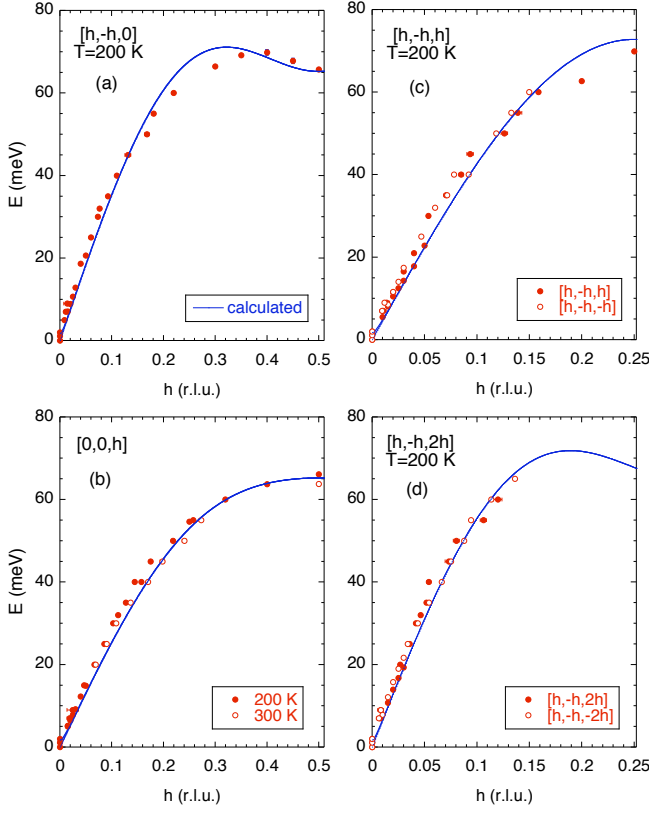 [h,-h,0]
T=200 K
(a)
calculated
80
60
40
20
0
E (meV)
0
0.1
0.2
0.3
0.4
0.5
h (r.l.u.)
[h,-h,h]
T=200 K
(c)
[h,-h,h]
[h,-h,-h]
80
60
40
20
0
0
0.05
0.1
0.15
0.2
0.25
h (r.l.u.)
[0,0,h]
(b)
200 K
300 K
80
60
40
20
0
E (meV)
0
0.1
0.2
0.3
0.4
0.5
h (r.l.u.)
[h,-h,2h]
T=200 K
(d)
[h,-h,2h]
[h,-h,-2h]
80
60
40
20
0
0
0.05
0.1
0.15
0.2
0.25
h (r.l.u.)